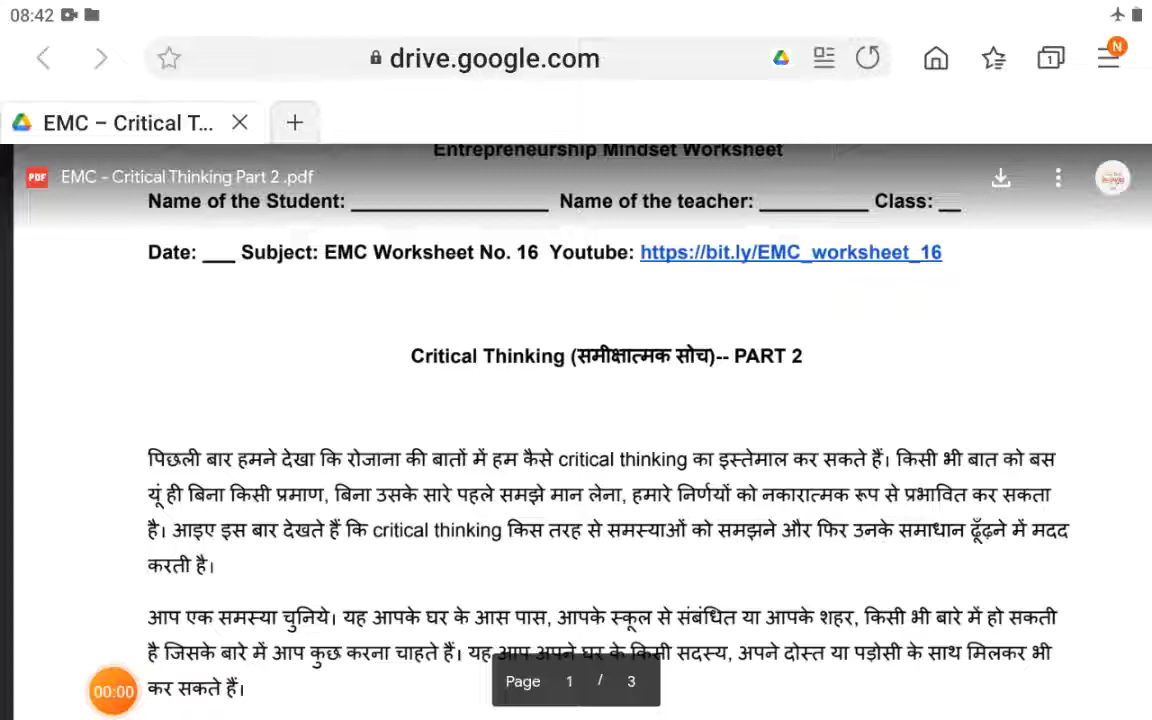 08:42
drive.google.com
1
N
EMC – Critical T...
Entrepreneurship Mindset Worksheet
PDF EMC - Critical Thinking Part 2 .pdf
Name of the Student: __________________ Name of the teacher: __________ Class: __
Date: ___ Subject: EMC Worksheet No. 16 Youtube: https://bit.ly/EMC_worksheet_16
Critical Thinking (समीक्षात्मक सोच)-- PART 2
पिछली बार हमने देखा कि रोजाना की बातों में हम कैसे critical thinking का इस्तेमाल कर सकते हैं। किसी भी बात को बस
यूं ही बिना किसी प्रमाण, बिना उसके सारे पहले समझे मान लेना, हमारे निर्णयों को नकारात्मक रूप से प्रभावित कर सकता
है। आइए इस बार देखते हैं कि critical thinking किस तरह से समस्याओं को समझने और फिर उनके समाधान ढूँढ़ने में मदद
करती है।
आप एक समस्या चुनिये। यह आपके घर के आस पास, आपके स्कूल से संबंधित या आपके शहर, किसी भी बारे में हो सकती
है जिसके बारे में आप कुछ करना चाहते हैं। यह आप अपने घर के किसी सदस्य, अपने दोस्त या पड़ोसी के साथ मिलकर भी
कर सकते हैं।
Page 1 / 3
00:00